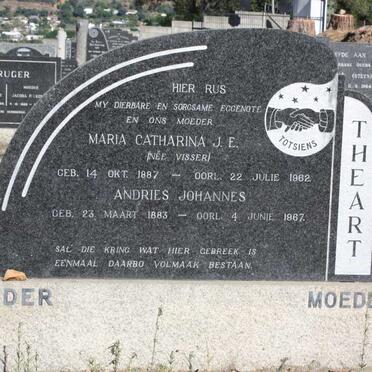 HIER RUS
MY DIERBARE EN SORGSAME EGGENOTE
EN ONS MOEDER
MARIA CATHARINA J. E.
(NÉE VISSER)
GEB. 14 OKT. 1887 — OORL. 22 JULIE 1962.
ANDRIES JOHANNES
GEB. 23 MAART 1883 — OORL. 4 JUNIE 1967.
SAL DIE KRING WAT HIER GEBREEK IS
EENMAAL DAARBO VOLMAAK BESTAAN.
TOTSIENS
THEART
DER
MOED
RUGER